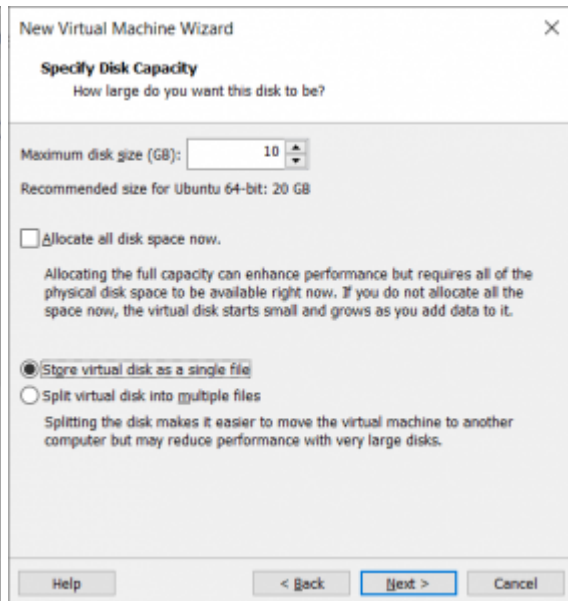 New Virtual Machine Wizard
Specify Disk Capacity
How large do you want this disk to be?
Maximum disk size (GB): 10
Recommended size for Ubuntu 64-bit: 20 GB
Allocate all disk space now.
Allocating the full capacity can enhance performance but requires all of the
physical disk space to be available right now. If you do not allocate all the
space now, the virtual disk starts small and grows as you add data to it.
Store virtual disk as a single file
Split virtual disk into multiple files
Splitting the disk makes it easier to move the virtual machine to another
computer but may reduce performance with very large disks.
Help < Back Next > Cancel